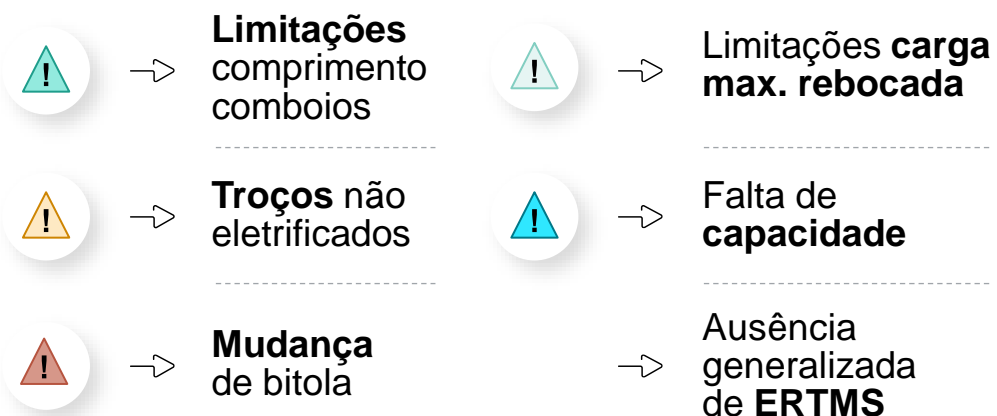 Limitações
comprimento
comboios
Limitações carga
max. rebocada
Troços não
eletrificados
Falta de
capacidade
Mudança
de bitola
Ausência
generalizada
de ERTMS